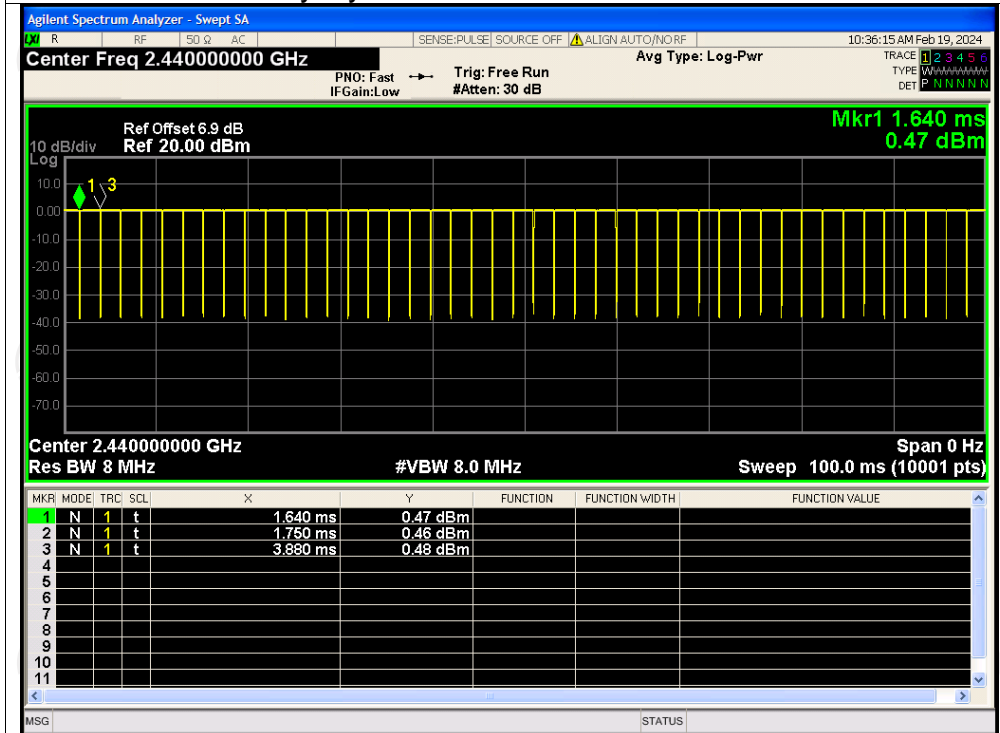 Agilent Spectrum Analyzer - Swept SA
LXI R RF 50 Ω AC SENSE:PULSE SOURCE OFF ALIGN AUTO/NO RF 10:36:15 AM Feb 19, 2024
Center Freq 2.440000000 GHz Avg Type: Log-Pwr TRACE 1 2 3 4 5 6
PNO: Fast Trig: Free Run TYPE WWWWWW
IFGain:Low #Atten: 30 dB DET P N N N N N
Mkr1 1.640 ms
Ref Offset 6.9 dB
10 dB/div Ref 20.00 dBm 0.47 dBm
Log
10.0
1 3
0.00
-10.0
-20.0
-30.0
-40.0
-50.0
-60.0
-70.0
Center 2.440000000 GHz Span 0 Hz
Res BW 8 MHz #VBW 8.0 MHz Sweep 100.0 ms (10001 pts)
MKR MODE TRC SCL X Y FUNCTION FUNCTION WIDTH FUNCTION VALUE
1 N 1 t 1.640 ms 0.47 dBm
2 N 1 t 1.750 ms 0.46 dBm
3 N 1 t 3.880 ms 0.48 dBm
4
5
6
7
8
9
10
11
MSG STATUS